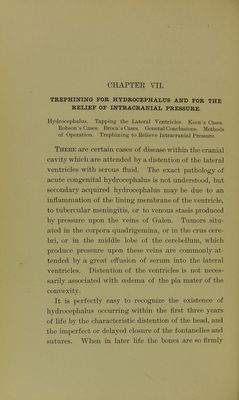 CHAPTER VII.
TREPHINING FOR HYDROCEPHALUS AND FOR THE
RELIEF OF INTRACRANIAL PRESSURE.
Hydrocephalus. Tapping the Lateral Ventricles. Keen's Cases.
Robson's Cases. Broca's Cases. General Conclusions. Methods
of Operation. Trephining to Relieve Intracranial Pressure.
THERE are certain cases of disease within the cranial
cavity which are attended by a distention of the lateral
ventricles with serous fluid. The exact pathology of
acute congenital hydrocephalus is not understood, but
secondary acquired hydrocephalus may be due to an
inflammation of the lining membrane of the ventricle,
to tubercular meningitis, or to venous stasis produced
by pressure upon the veins of Galen. Tumors situ-
ated in the corpora quadrigemina, or in the crus cere-
bri, or in the middle lobe of the cerebellum, which
produce pressure upon these veins are commonly at-
tended by a great effusion of serum into the lateral
ventricles. Distention of the ventricles is not neces-
sarily associated with œdema of the pia mater of the
convexity.
It is perfectly easy to recognize the existence of
hydrocephalus occurring within the first three years
of life by the characteristic distention of the head, and
the imperfect or delayed closure of the fontanelles and
sutures. When in later life the bones are so firmly